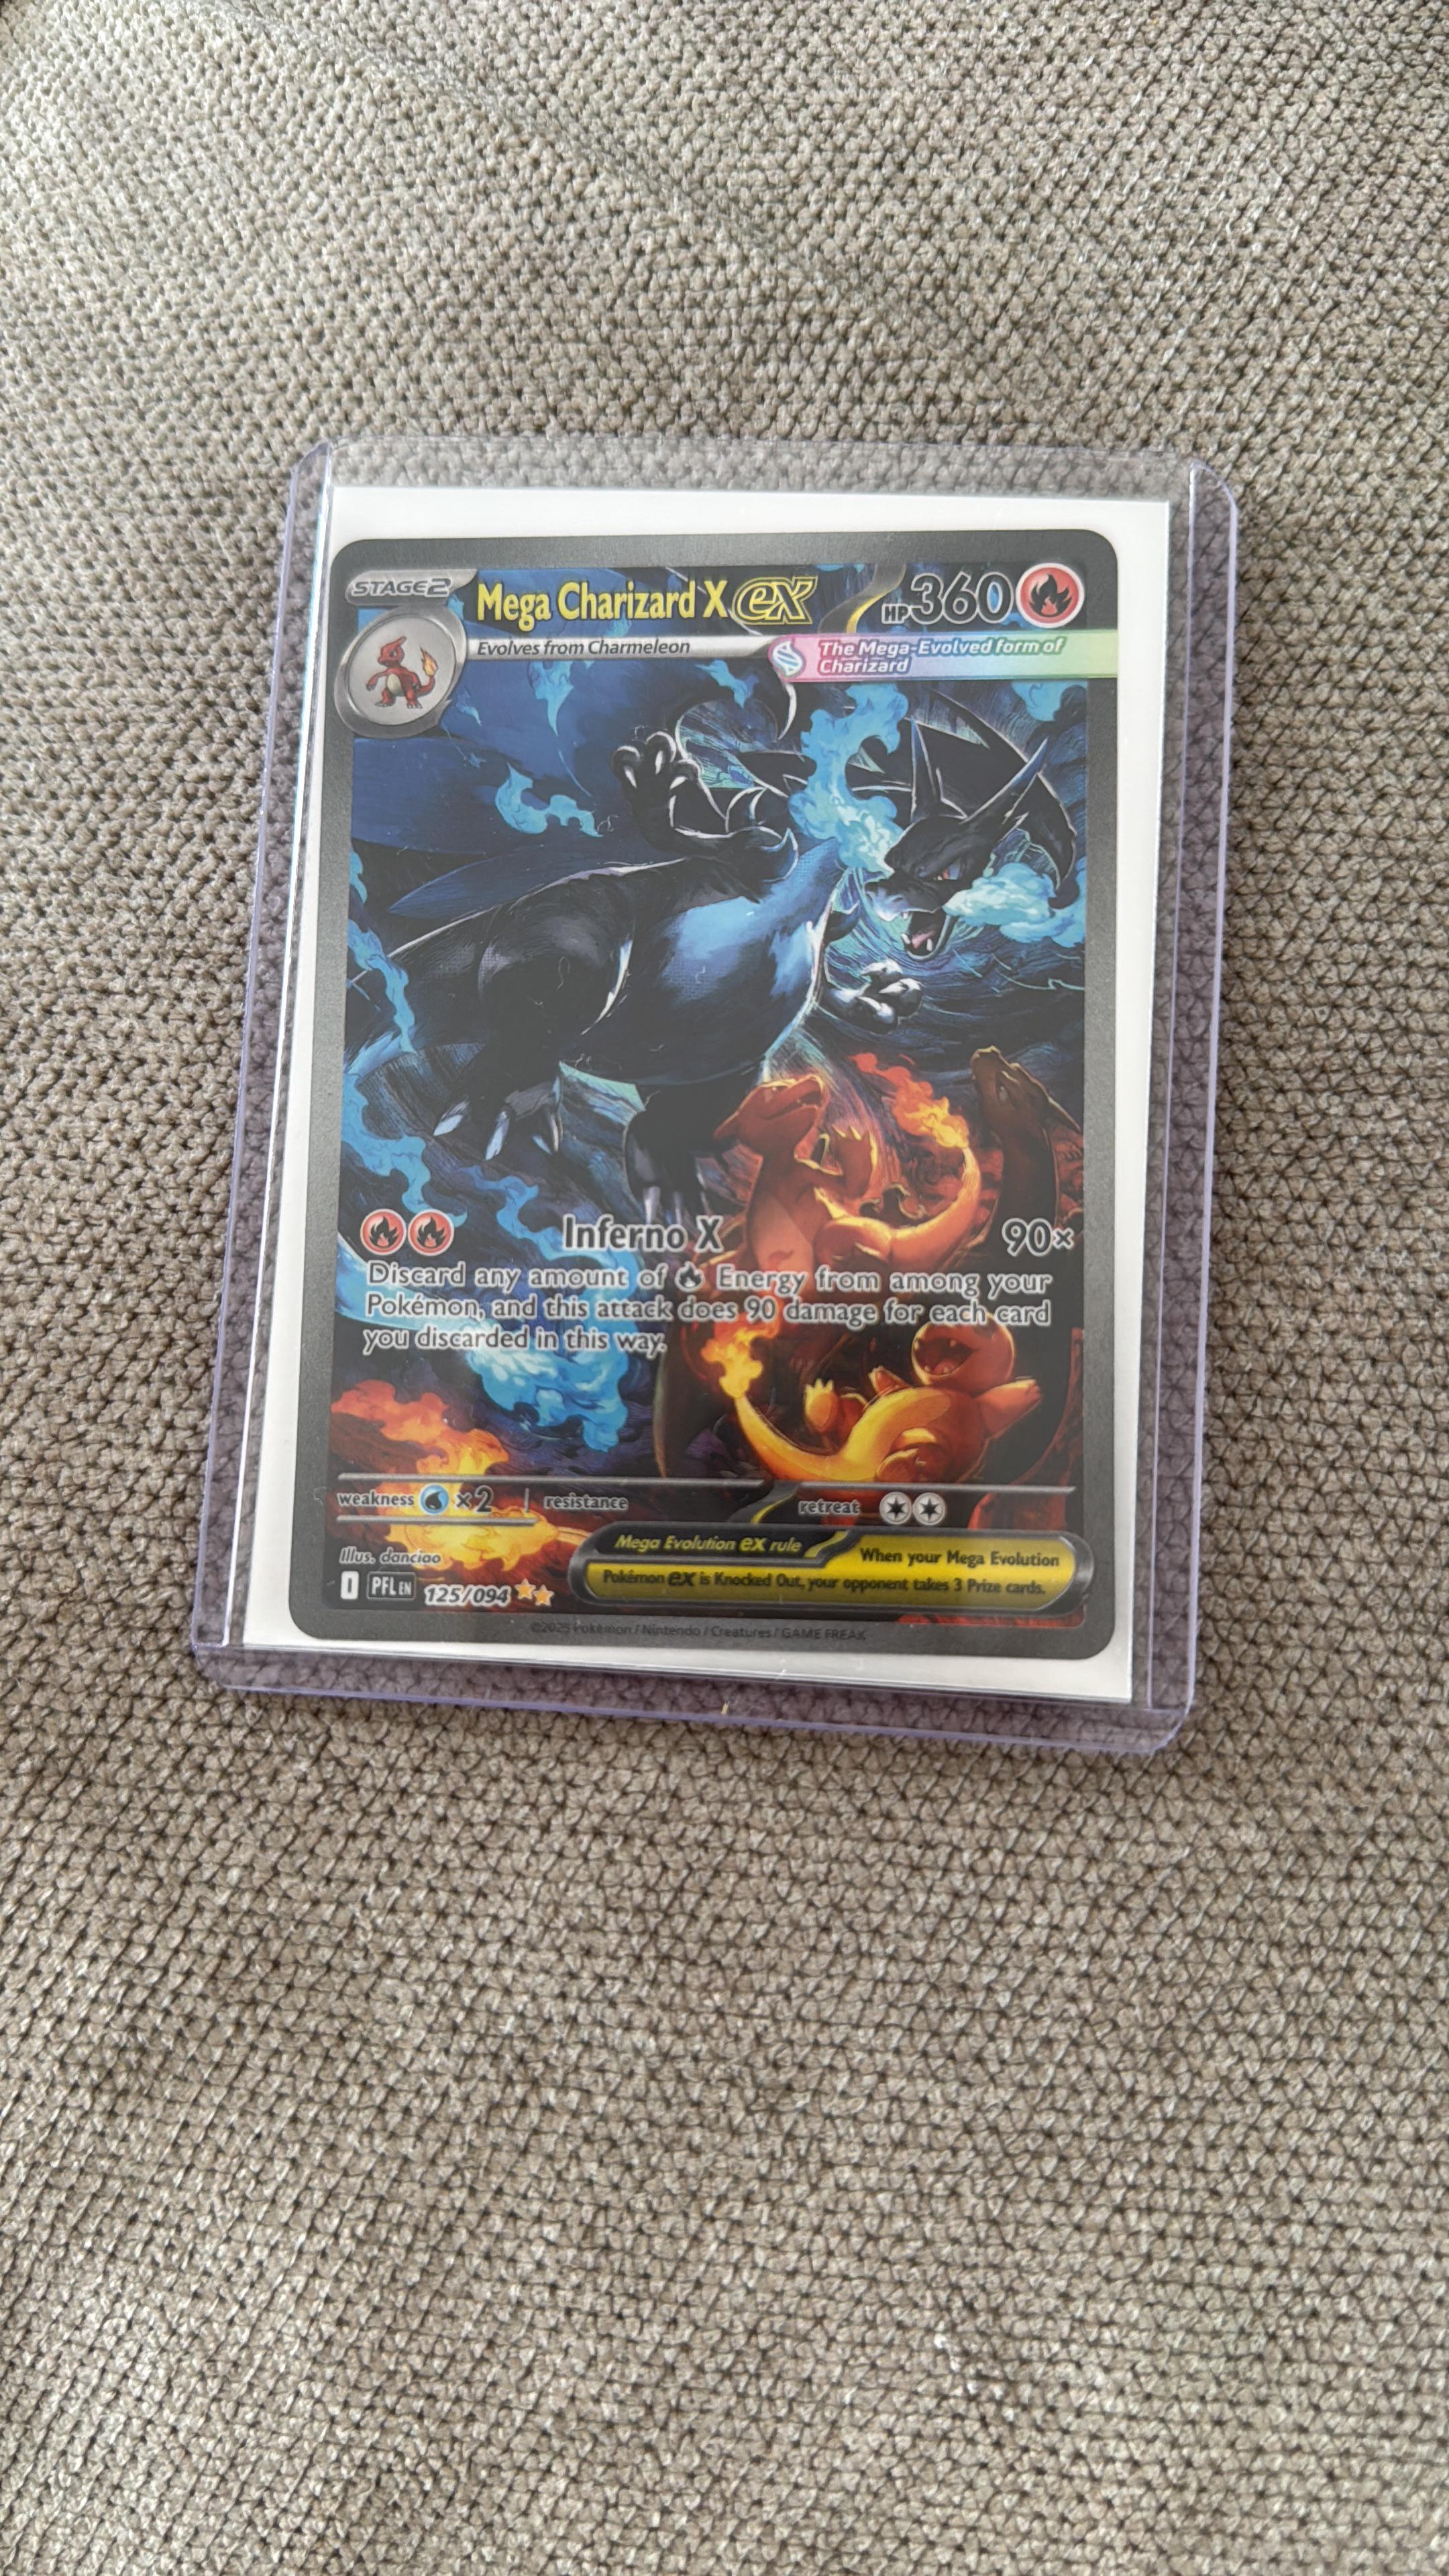 STAGE2
Mega Charizard X ex
HP360
Evolves from Charmeleon
The Mega-Evolved form of
Charizard
Inferno X
90×
Discard any amount of Energy from among your
Pokémon, and this attack does 90 damage for each card
you discarded in this way.
weakness ×2
resistance
retreat
Mega Evolution ex rule
When your Mega Evolution
Pokémon ex is Knocked Out, your opponent takes 3 Prize cards.
Illus. danciao
I PFL EN 125/094
©2025 Pokémon / Nintendo / Creatures / GAME FREAK